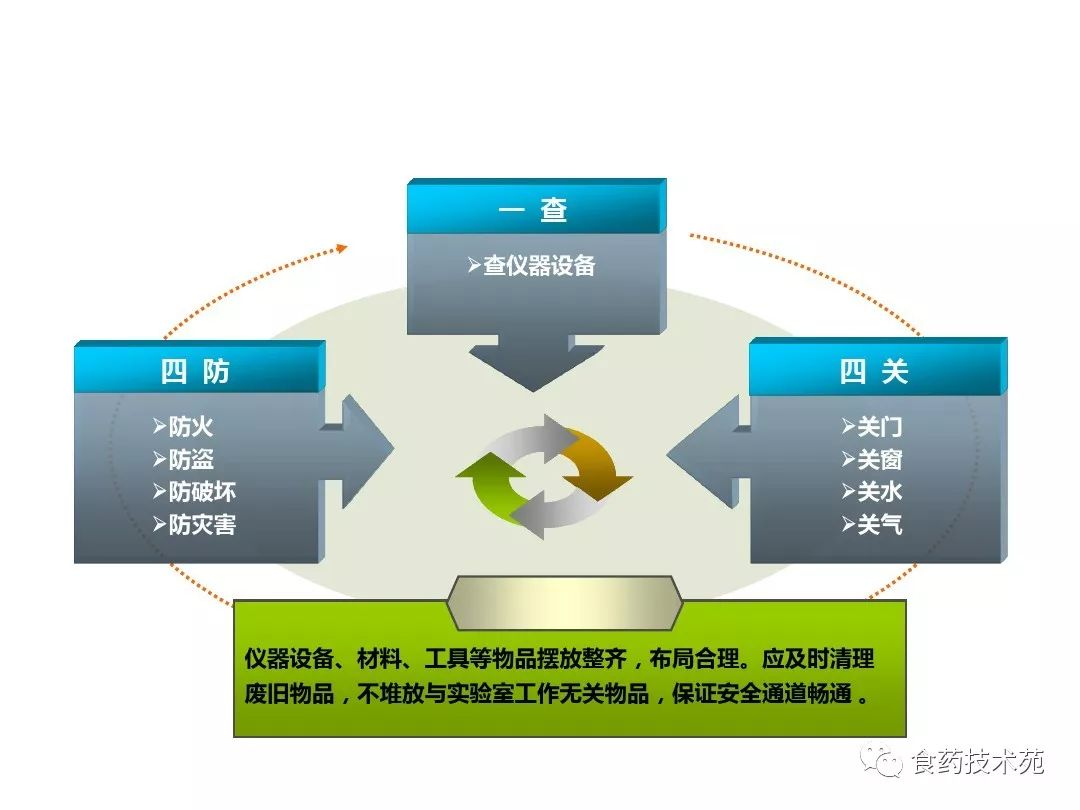 一 查
➢查仪器设备
四 防
➢防火
➢防盗
➢防破坏
➢防灾害
四 关
➢关门
➢关窗
➢关水
➢关气
仪器设备、材料、工具等物品摆放整齐，布局合理。应及时清理
废旧物品，不堆放与实验室工作无关物品，保证安全通道畅通 。
食药技术苑